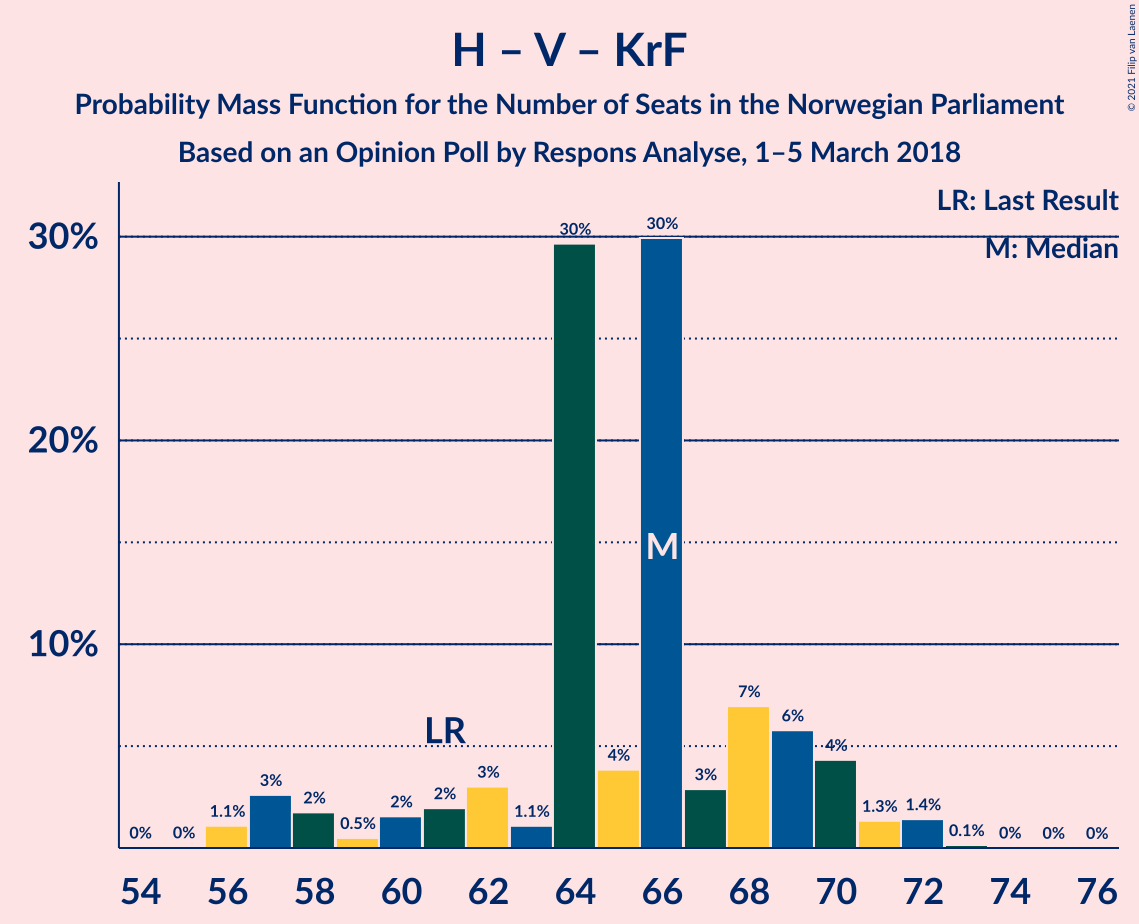 H – V – KrF
Probability Mass Function for the Number of Seats in the Norwegian Parliament
Based on an Opinion Poll by Respons Analyse, 1–5 March 2018
© 2021 Filip van Laenen
LR: Last Result
M: Median
30%
20%
10%
0%
0%
1.1%
3%
2%
0.5%
2%
2%
3%
1.1%
30%
4%
30%
3%
7%
6%
4%
1.3%
1.4%
0.1%
0%
0%
0%
LR
M
54 56 58 60 62 64 66 68 70 72 74 76